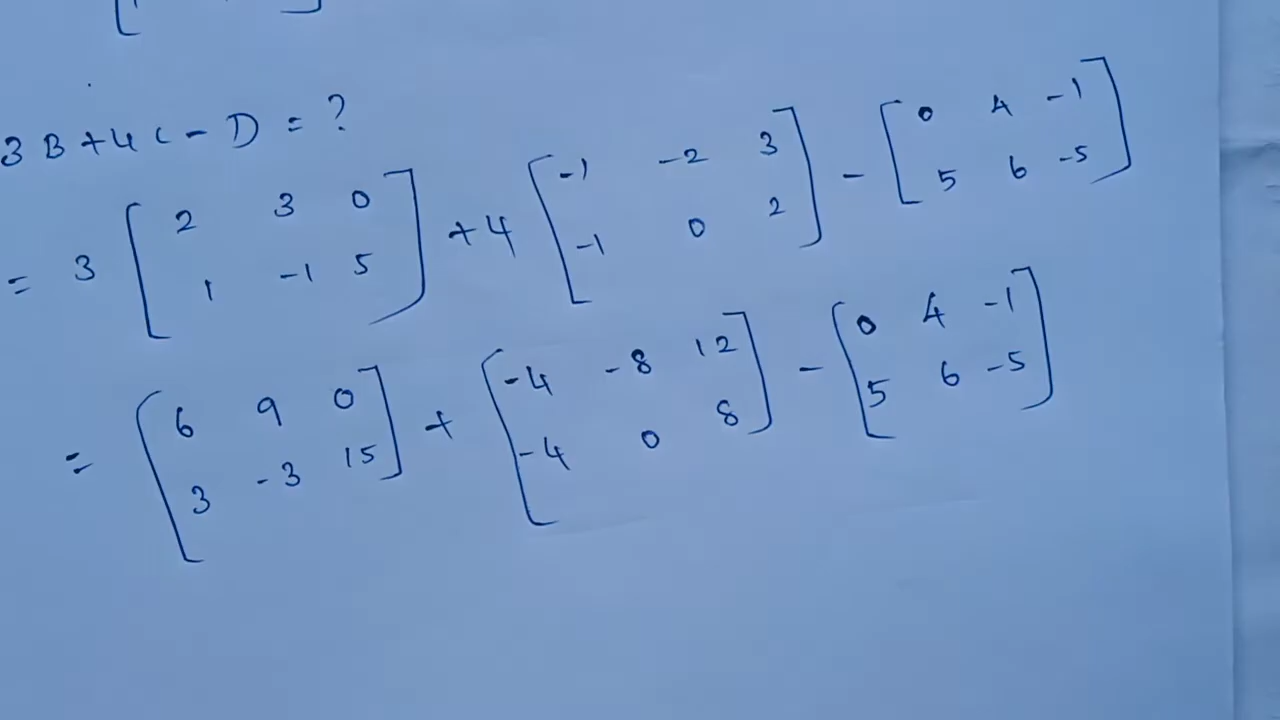 3B+4C-D=?
= 3 [2 3 0
1 -1 5] +4 [-1 -2 3
-1 0 2] - [0 4 -1
5 6 -5]
= [6 9 0
3 -3 15] + [-4 -8 12
-4 0 8] - [0 4 -1
5 6 -5]